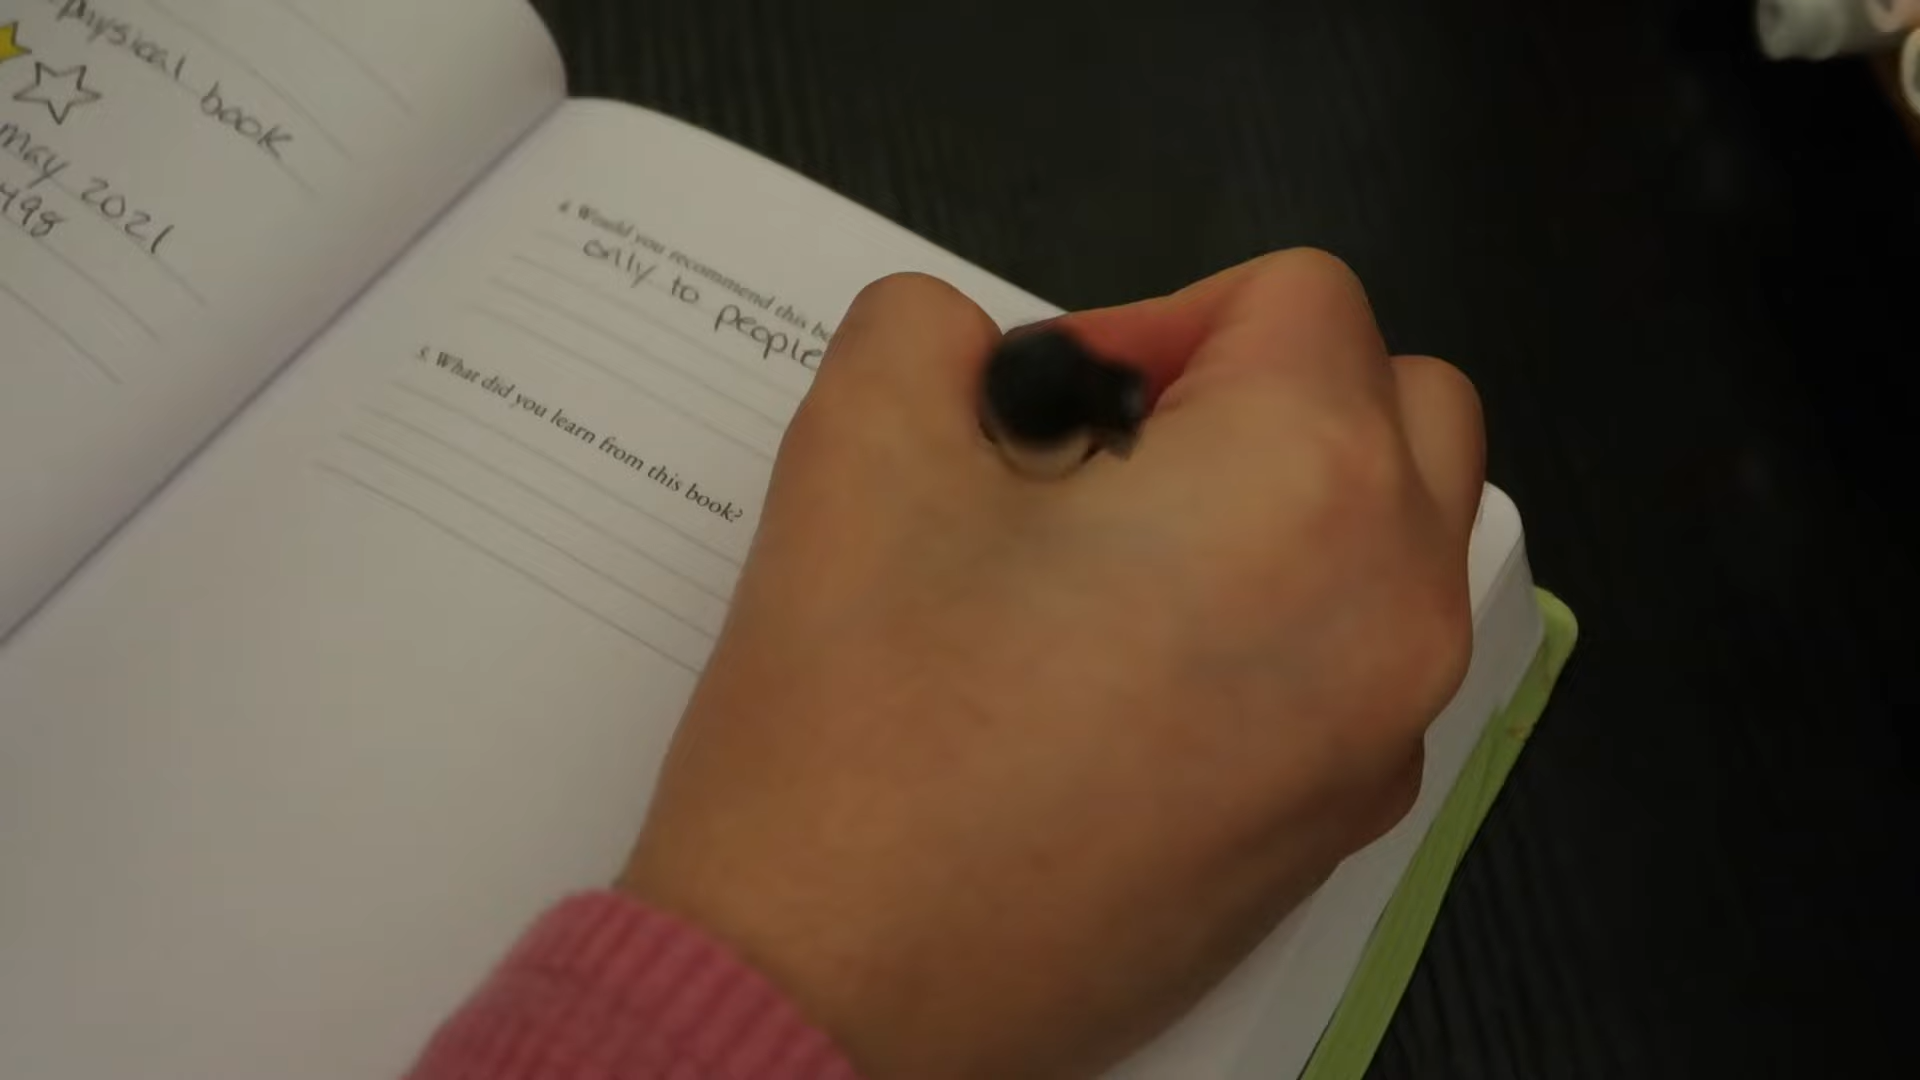 physical book
may 2021
498
4. Would you recommend this
only to people
5. What did you learn from this book?